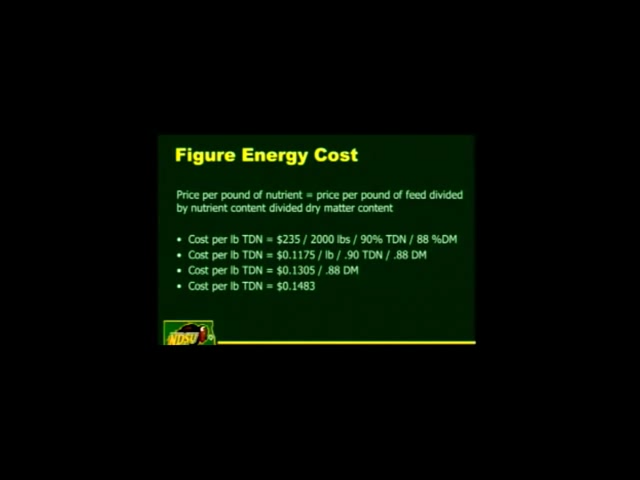 Figure Energy Cost
Price per pound of nutrient = price per pound of feed divided
by nutrient content divided dry matter content
• Cost per lb TDN = $235 / 2000 lbs / 90% TDN / 88 %DM
• Cost per lb TDN = $0.1175 / lb / .90 TDN / .88 DM
• Cost per lb TDN = $0.1305 / .88 DM
• Cost per lb TDN = $0.1483
NDSU